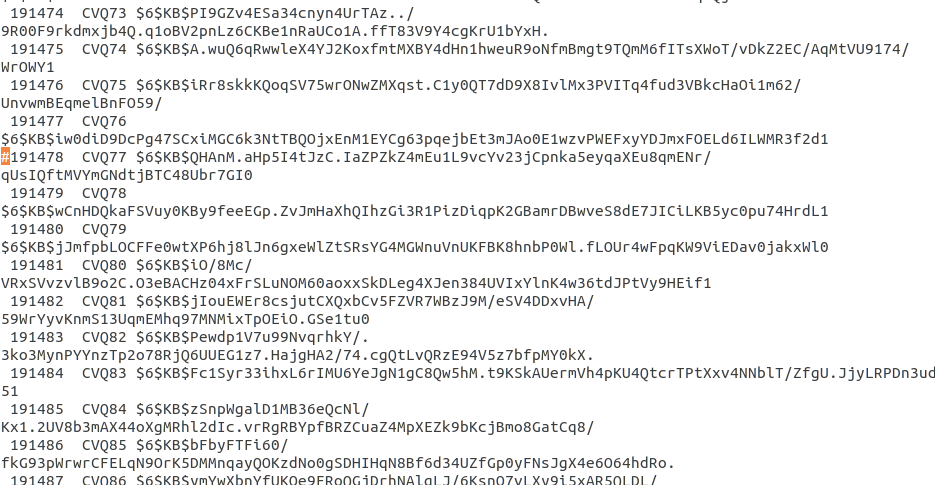 191474  CVQ73 $6$KB$PI9GZv4ESa34cnyn4UrTAz../
9R00F9rkdmxjb4Q.q1oBV2pnLz6CKBe1nRaUCo1A.ffT83V9Y4cgKrU1bYxH.
191475  CVQ74 $6$KB$A.wuQ6qRwwleX4YJ2KoxfmtMXBY4dHn1hweuR9oNfmBmgt9TQmM6fITsXWoT/vDkZ2EC/AqMtVU9174/
WrOWY1
191476  CVQ75 $6$KB$iRr8skkKQoqSV75wrONwZMXqst.C1y0QT7dD9X8IvlMx3PVITq4fud3VBkcHaOi1m62/
UnvwmBEqmelBnFO59/
191477  CVQ76
$6$KB$iw0diD9DcPg47SCxiMGC6k3NtTBQOjxEnM1EYCg63pqejbEt3mJAo0E1wzvPWEFxyYDJmxFOELd6ILWMR3f2d1
#191478  CVQ77 $6$KB$QHAnM.aHp5I4tJzC.IaZPZkZ4mEu1L9vcYv23jCpnka5eyqaXEu8qmENr/
qUsIQftMVYmGNdtjBTC48Ubr7GI0
191479  CVQ78
$6$KB$wCnHDQkaFSVuy0KBy9feeEGp.ZvJmHaXhQIhzGi3R1PizDiqpK2GBamrDBwveS8dE7JICiLKB5yc0pu74HrdL1
191480  CVQ79
$6$KB$jJmfpbLOCFFe0wtXP6hj8lJn6gxeWlZtSRsYG4MGWnuVnUKFBK8hnbP0Wl.fLOUr4wFpqKW9ViEDav0jakxWl0
191481  CVQ80 $6$KB$iO/8Mc/
VRxSVvzvlB9o2C.O3eBACHz04xFrSLuNOM60aoxxSkDLeg4XJen384UVIxYlnK4w36tdJPtVy9HEif1
191482  CVQ81 $6$KB$jIouEWEr8csjutCXQxbCv5FZVR7WBzJ9M/eSV4DDxvHA/
59WrYyvKnmS13UqmEMhq97MNMixTpOEiO.GSe1tu0
191483  CVQ82 $6$KB$Pewdp1V7u99NvqrhkY/.
3ko3MynPYYnzTp2o78RjQ6UUEG1z7.HajgHA2/74.cgQtLvQRzE94V5z7bfpMY0kX.
191484  CVQ83 $6$KB$Fc1Syr33ihxL6rIMU6YeJgN1gC8Qw5hM.t9KSkAUermVh4pKU4QtcrTPtXxv4NNblT/ZfgU.JjyLRPDn3ud
51
191485  CVQ84 $6$KB$zSnpWgalD1MB36eQcNl/
Kx1.2UV8b3mAX44oXgMRhl2dIc.vrRgRBYpfBRZCuaZ4MpXEZk9bKcjBmo8GatCq8/
191486  CVQ85 $6$KB$bFbyFTFi60/
fkG93pWrwrCFELqN9OrK5DMMnqayQOKzdNo0gSDHIHqN8Bf6d34UZfGp0yFNsJgX4e6O64hdRo.
191487  CVQ86